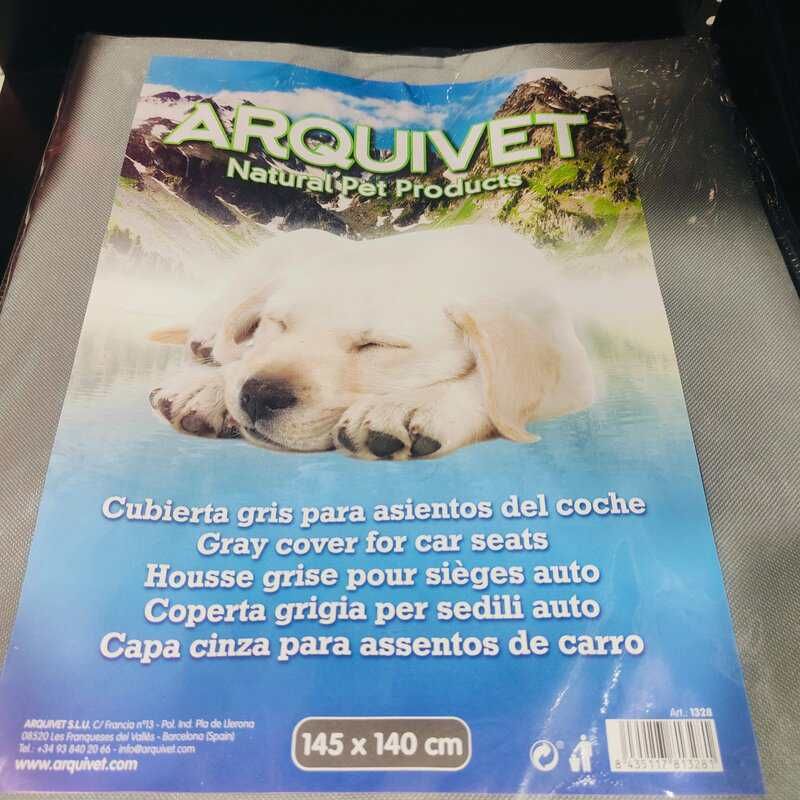 ARQUIVET
Natural Pet Products
Cubierta gris para asientos del coche
Gray cover for car seats
Housse grise pour sièges auto
Coperta grigia per sedili auto
Capa cinza para assentos de carro
Art.: 1328
ARQUIVET S.L.U. C/ Francia nº13 - Pol. Ind. Pla de Llerona
08520 Les Franqueses del Vallès - Barcelona (Spain)
Tel.: +34 93 840 20 66 - info@arquivet.com
www.arquivet.com
145 x 140 cm
8 435117 813281